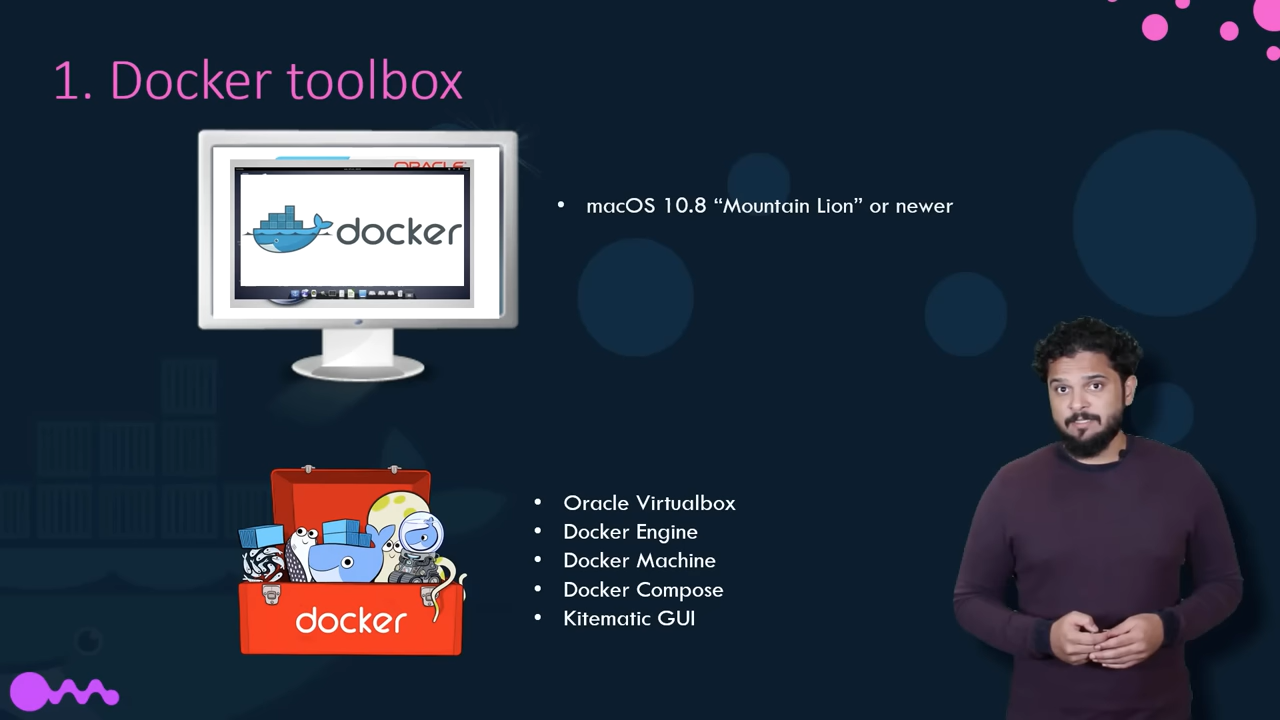 1. Docker toolbox
ORACLE
docker
• macOS 10.8 “Mountain Lion” or newer
• Oracle Virtualbox
• Docker Engine
• Docker Machine
• Docker Compose
• Kitematic GUI
docker